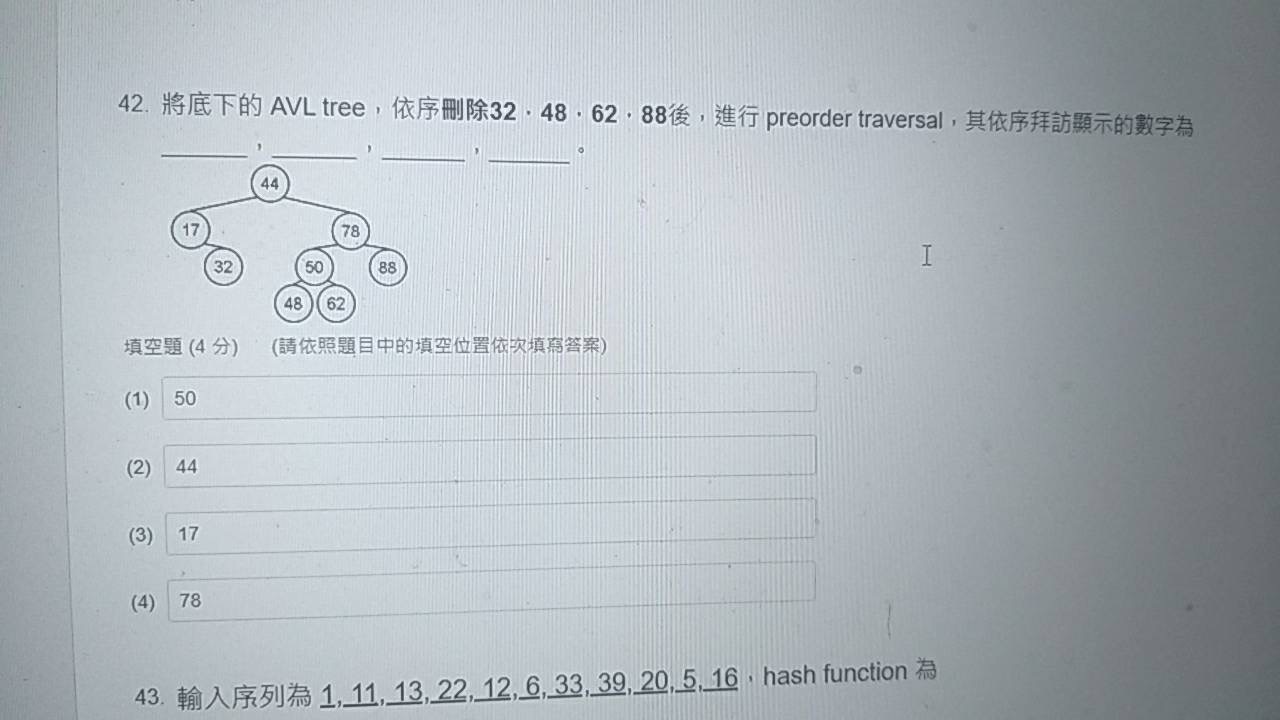 42. 將底下的 AVL tree，依序刪除32，48，62，88後，進行 preorder traversal，其依序拜訪顯示的數字為
______，______，______，______。
44
17 78
32 50 88
48 62
填空題 (4 分) (請依照題目中的填空位置依次填寫答案)
(1) 50
(2) 44
(3) 17
(4) 78
43. 輸入序列為 1, 11, 13, 22, 12, 6, 33, 39, 20, 5, 16，hash function 為